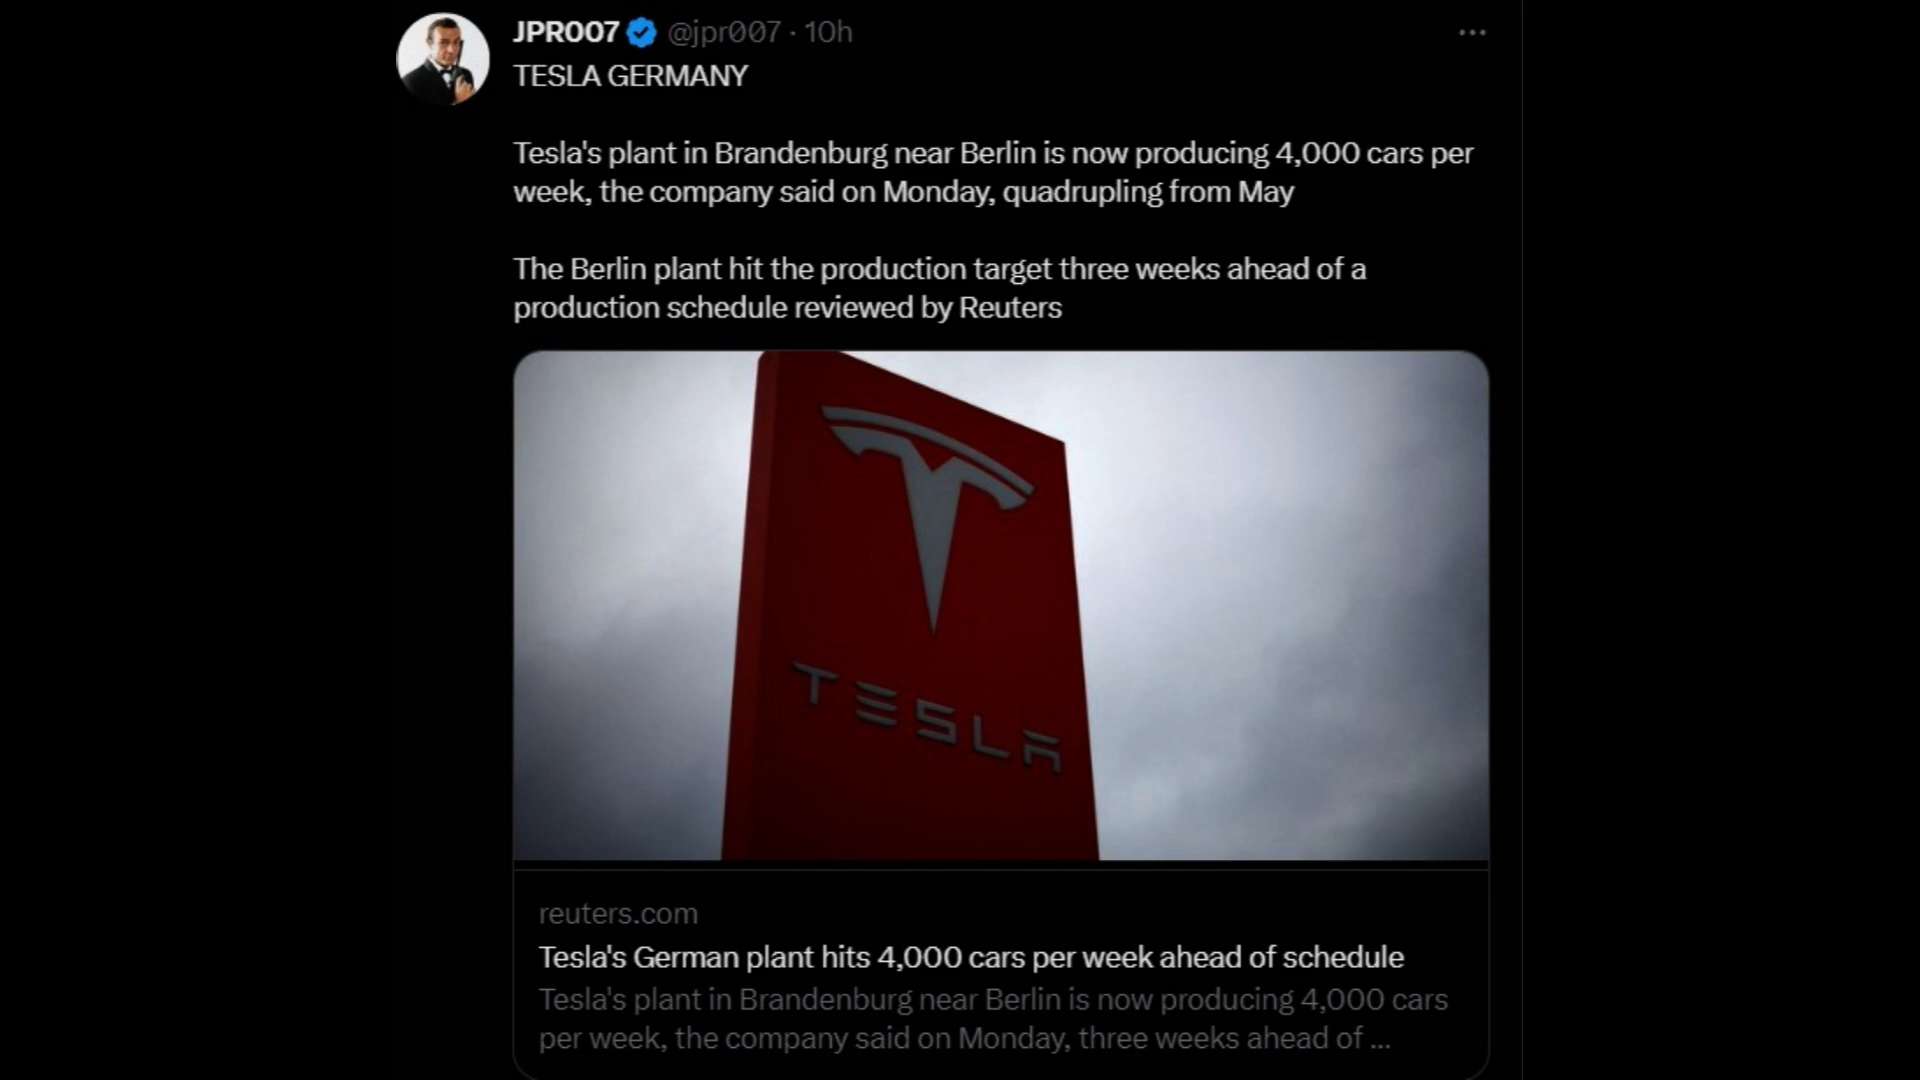 JPR007 @jpr007 · 10h
TESLA GERMANY
Tesla's plant in Brandenburg near Berlin is now producing 4,000 cars per
week, the company said on Monday, quadrupling from May
The Berlin plant hit the production target three weeks ahead of a
production schedule reviewed by Reuters
TESLA
reuters.com
Tesla's German plant hits 4,000 cars per week ahead of schedule
Tesla's plant in Brandenburg near Berlin is now producing 4,000 cars
per week, the company said on Monday, three weeks ahead of ...